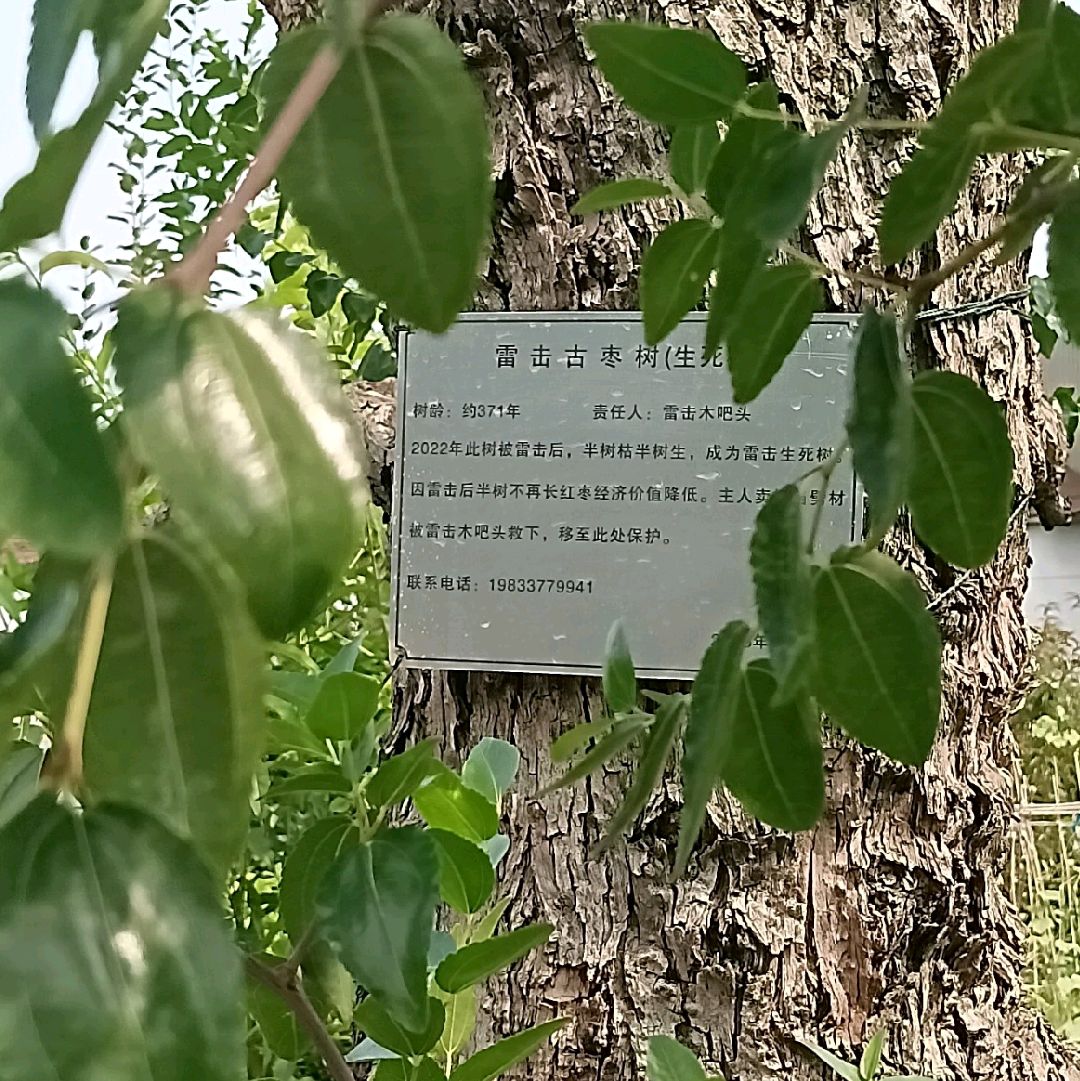 雷击古枣树(生死
树龄：约371年 责任人：雷击木吧头
2022年此树被雷击后，半树枯半树生，成为雷击生死树
因雷击后半树不再长红枣经济价值降低。主人卖 材
被雷击木吧头救下，移至此处保护。
联系电话：19833779941
年